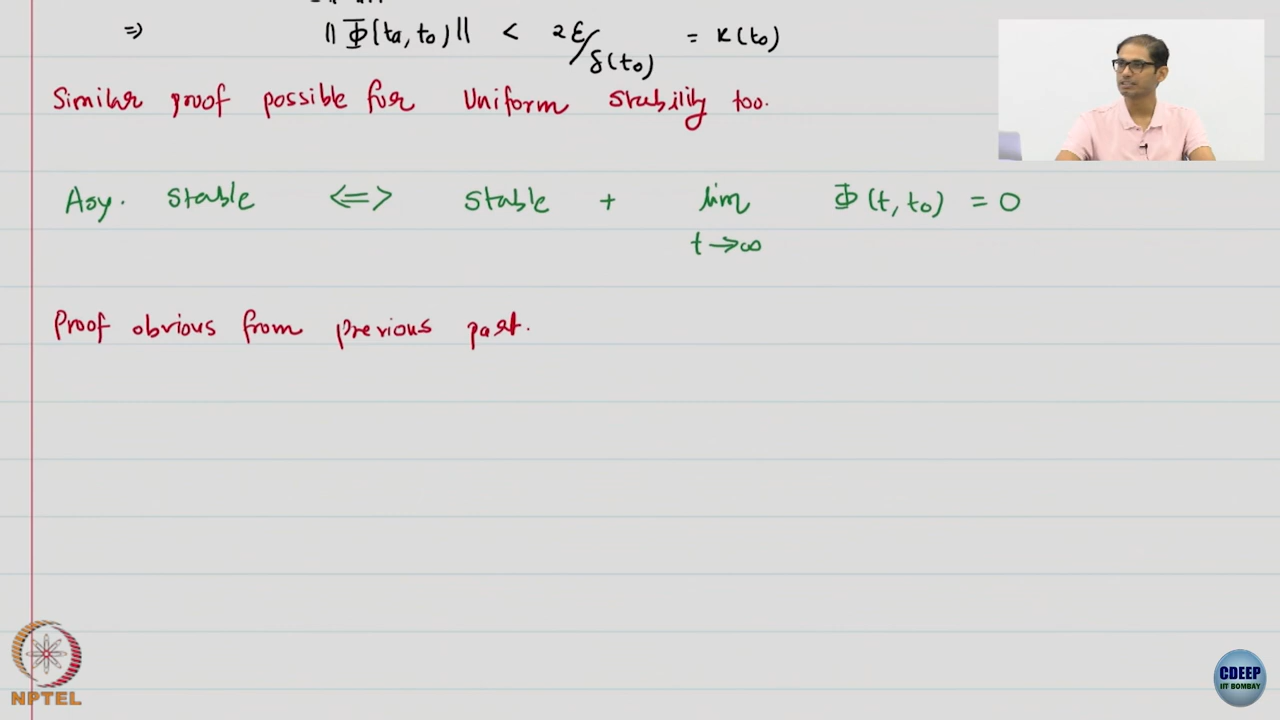 ⇒ ||Φ(ta, t0)|| < 2ε/δ(t0) = K(t0)
Similar proof possible for Uniform stability too.
Asy. Stable <=> Stable + lim t→∞ Φ(t, t0) = 0
Proof obvious from previous part.
NPTEL
CDEEP
IIT BOMBAY